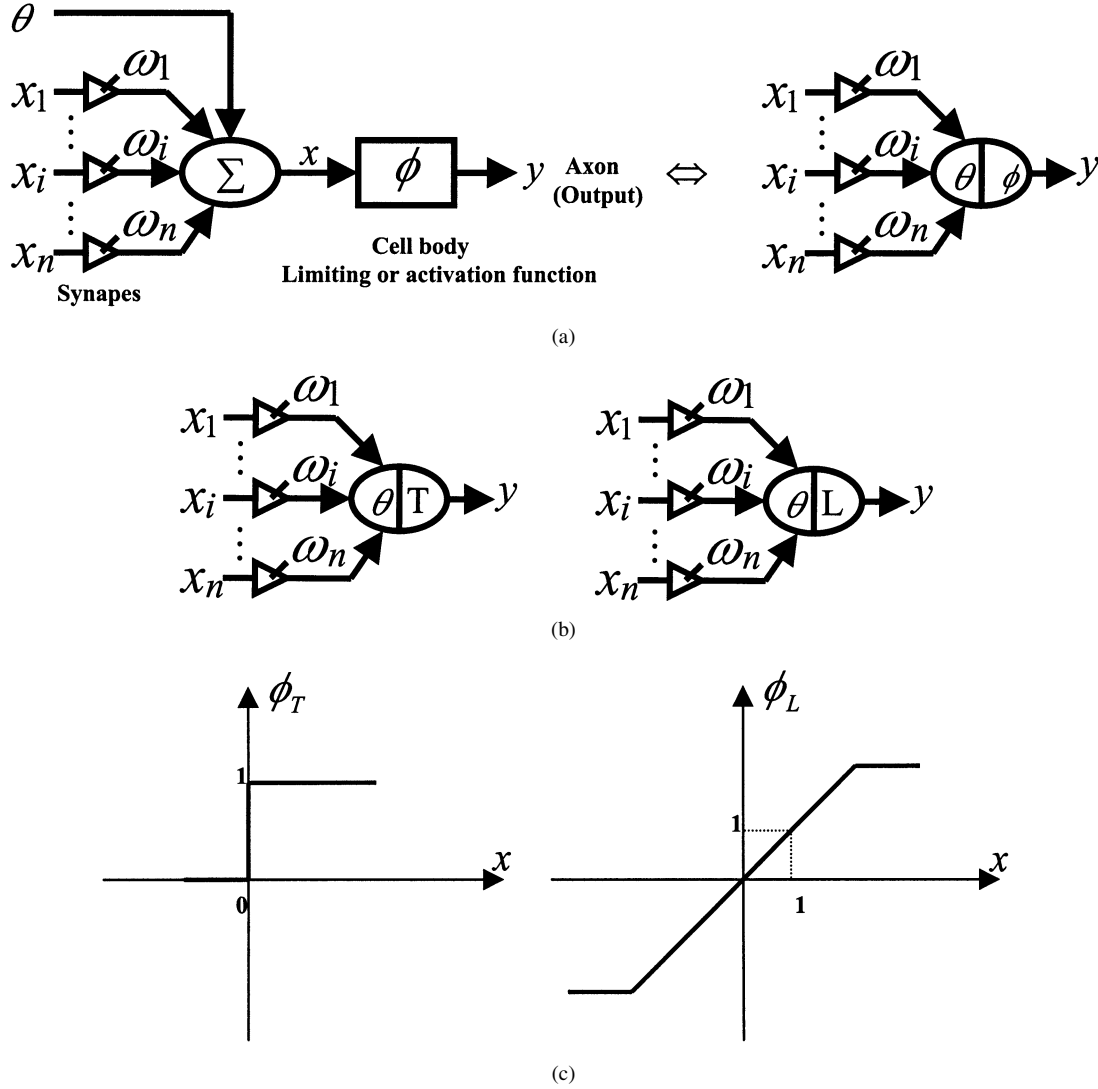 θ
x1 ω1
xi ωi Σ x ϕ y Axon (Output) ⇔
xn ωn
Synapes
Cell body
Limiting or activation function
x1 ω1
xi ωi θ ϕ y
xn ωn
(a)
x1 ω1
xi ωi θ T y
xn ωn
x1 ω1
xi ωi θ L y
xn ωn
(b)
ϕT
1
x
0
ϕL
1
x
1
(c)